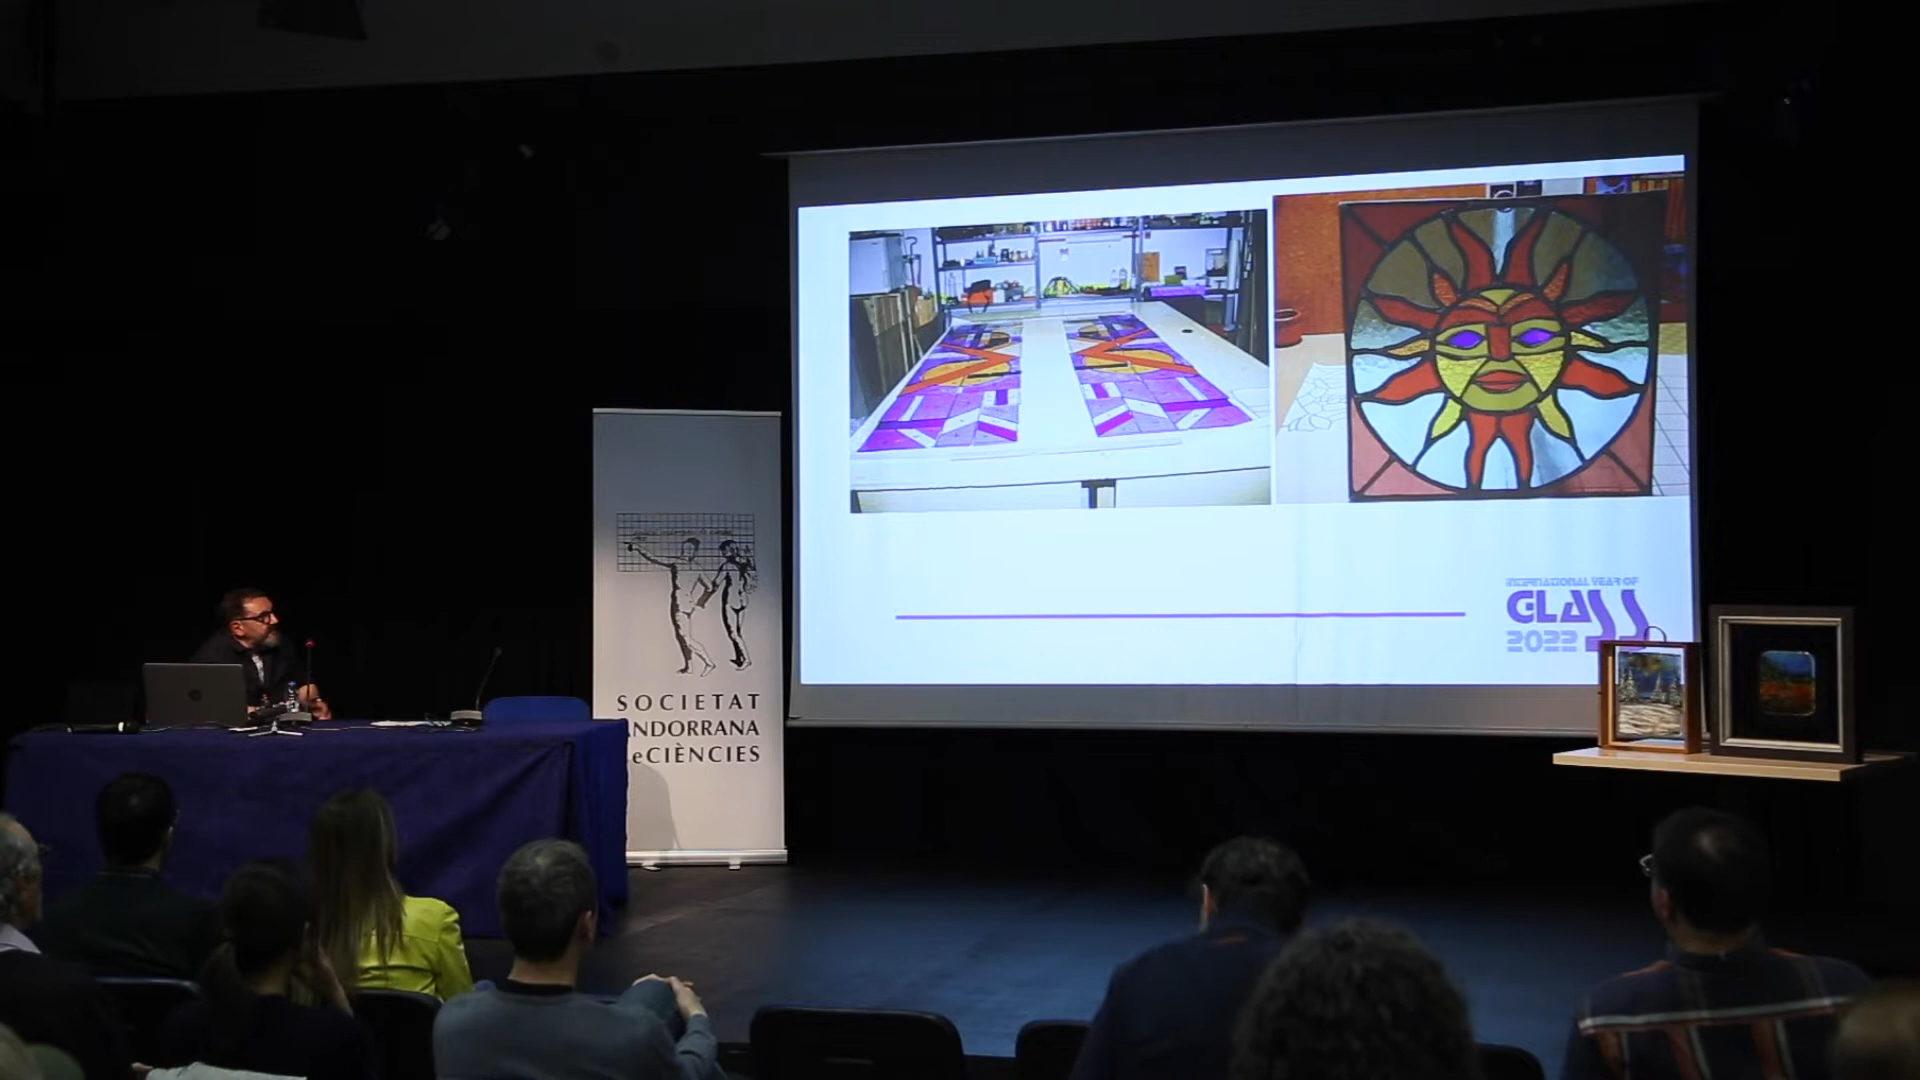 SOCIETAT
ANDORRANA
deCIÈNCIES
INTERNATIONAL YEAR OF
GLASS
2022